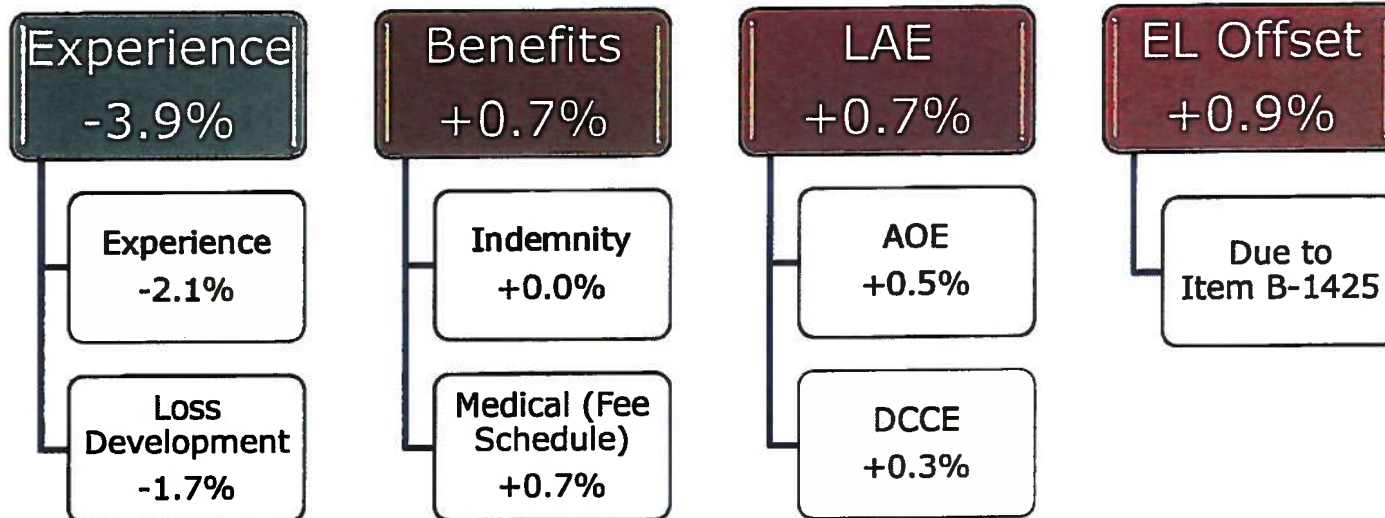 Experience
-3.9%
Experience
-2.1%
Loss
Development
-1.7%
Benefits
+0.7%
Indemnity
+0.0%
Medical (Fee
Schedule)
+0.7%
LAE
+0.7%
AOE
+0.5%
DCCE
+0.3%
EL Offset
+0.9%
Due to
Item B-1425